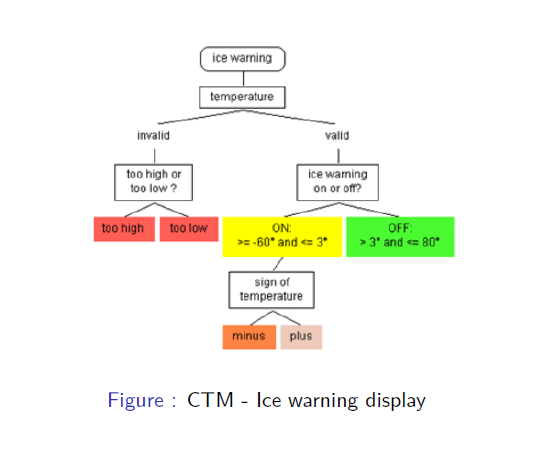 ice warning
temperature
invalid
valid
too high or
too low ?
ice warning
on or off?
too high
too low
ON:
>= -60° and <= 3°
OFF:
> 3° and <= 80°
sign of
temperature
minus
plus
Figure : CTM - Ice warning display